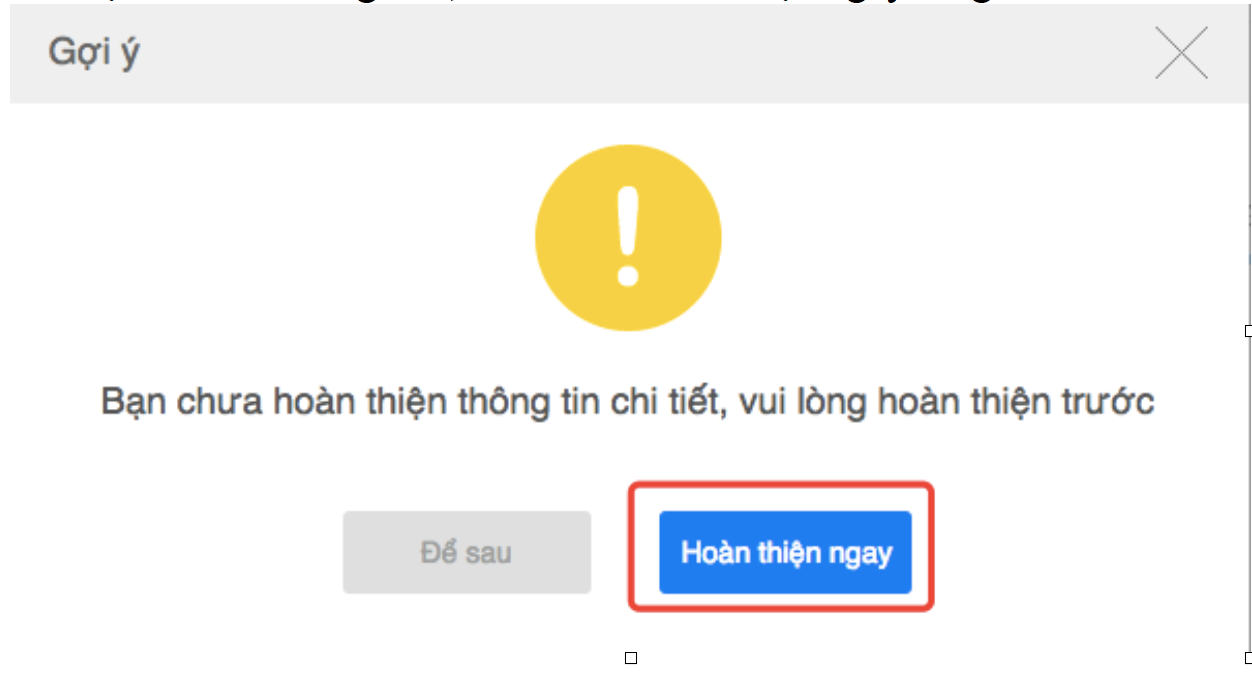 Gợi ý
Bạn chưa hoàn thiện thông tin chi tiết, vui lòng hoàn thiện trước
Để sau
Hoàn thiện ngay